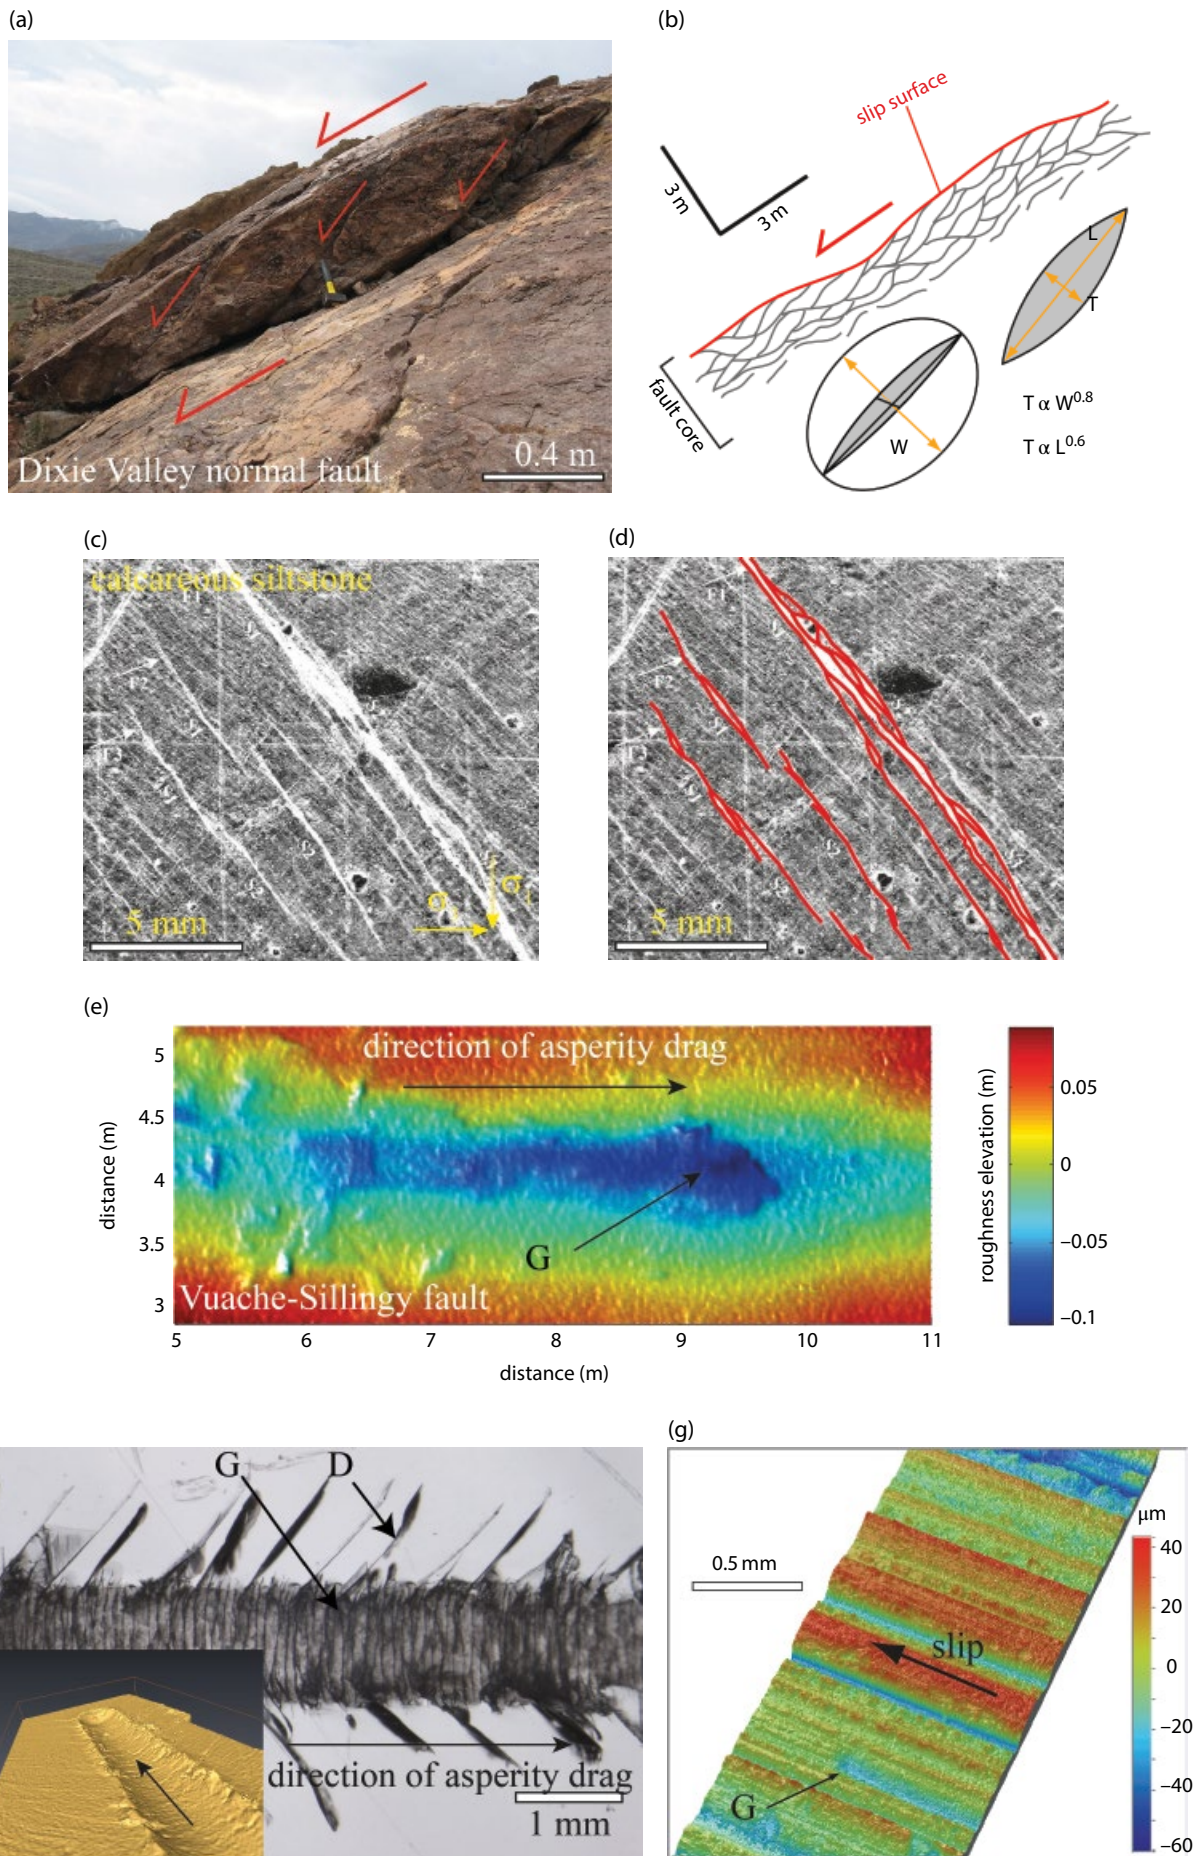 (a)
Dixie Valley normal fault
0.4 m
(b)
slip surface
3 m
3 m
L
T
fault core
W
T α W0.8
T α L0.6
(c)
calcareous siltstone
5 mm
σ1
(d)
5 mm
(e)
direction of asperity drag
G
Vuache-Sillingy fault
distance (m)
5
4.5
4
3.5
3
5
6
7
8
9
10
11
distance (m)
roughness elevation (m)
0.05
0
–0.05
–0.1
G
D
direction of asperity drag
1 mm
(g)
0.5 mm
slip
G
μm
40
20
0
–20
–40
–60